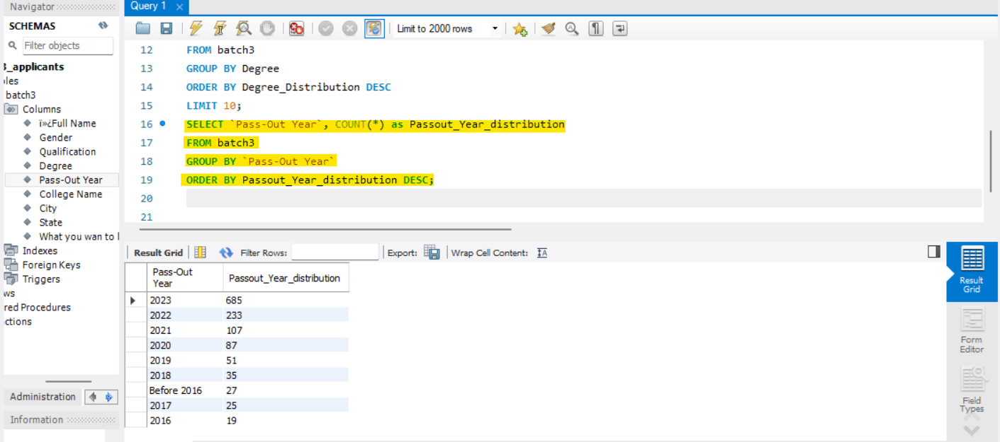 Navigator
Query 1 ×
SCHEMAS
Limit to 2000 rows
Filter objects
3_applicants
les
batch3
Columns
ï»¿Full Name
Gender
Qualification
Degree
Pass-Out Year
College Name
City
State
What you wan to l
Indexes
Foreign Keys
Triggers
ws
red Procedures
ctions
Administration
Information
12 FROM batch3
13 GROUP BY Degree
14 ORDER BY Degree_Distribution DESC
15 LIMIT 10;
16 SELECT `Pass-Out Year`, COUNT(*) as Passout_Year_distribution
17 FROM batch3
18 GROUP BY `Pass-Out Year`
19 ORDER BY Passout_Year_distribution DESC;
20
21
Result Grid Filter Rows: Export: Wrap Cell Content: IA
Pass-Out
Year Passout_Year_distribution
2023 685
2022 233
2021 107
2020 87
2019 51
2018 35
Before 2016 27
2017 25
2016 19
Result
Grid
Form
Editor
Field
Types